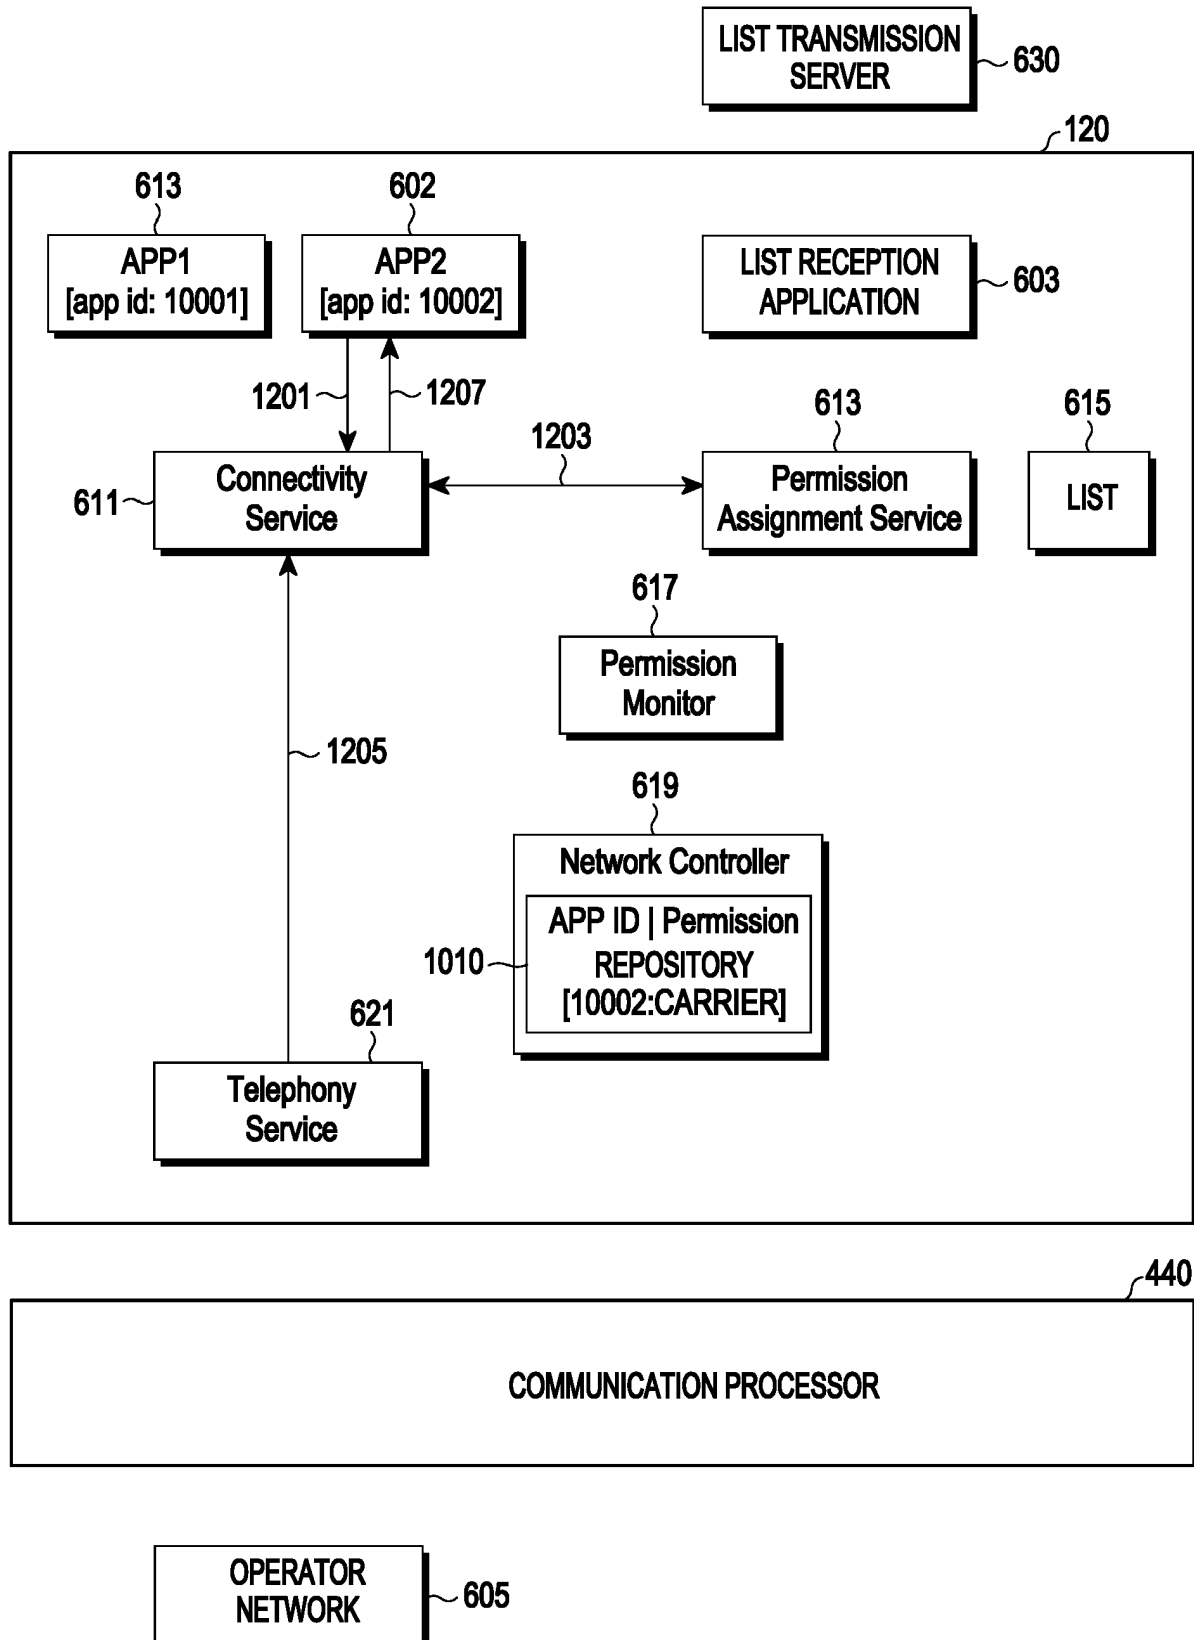 LIST TRANSMISSION
SERVER
630
120
613
602
APP1
[app id: 10001]
APP2
[app id: 10002]
LIST RECEPTION
APPLICATION
603
1201
1207
1203
613
615
611
Connectivity
Service
Permission
Assignment Service
LIST
617
Permission
Monitor
1205
619
Network Controller
APP ID | Permission
REPOSITORY
[10002:CARRIER]
1010
621
Telephony
Service
440
COMMUNICATION PROCESSOR
OPERATOR
NETWORK
605